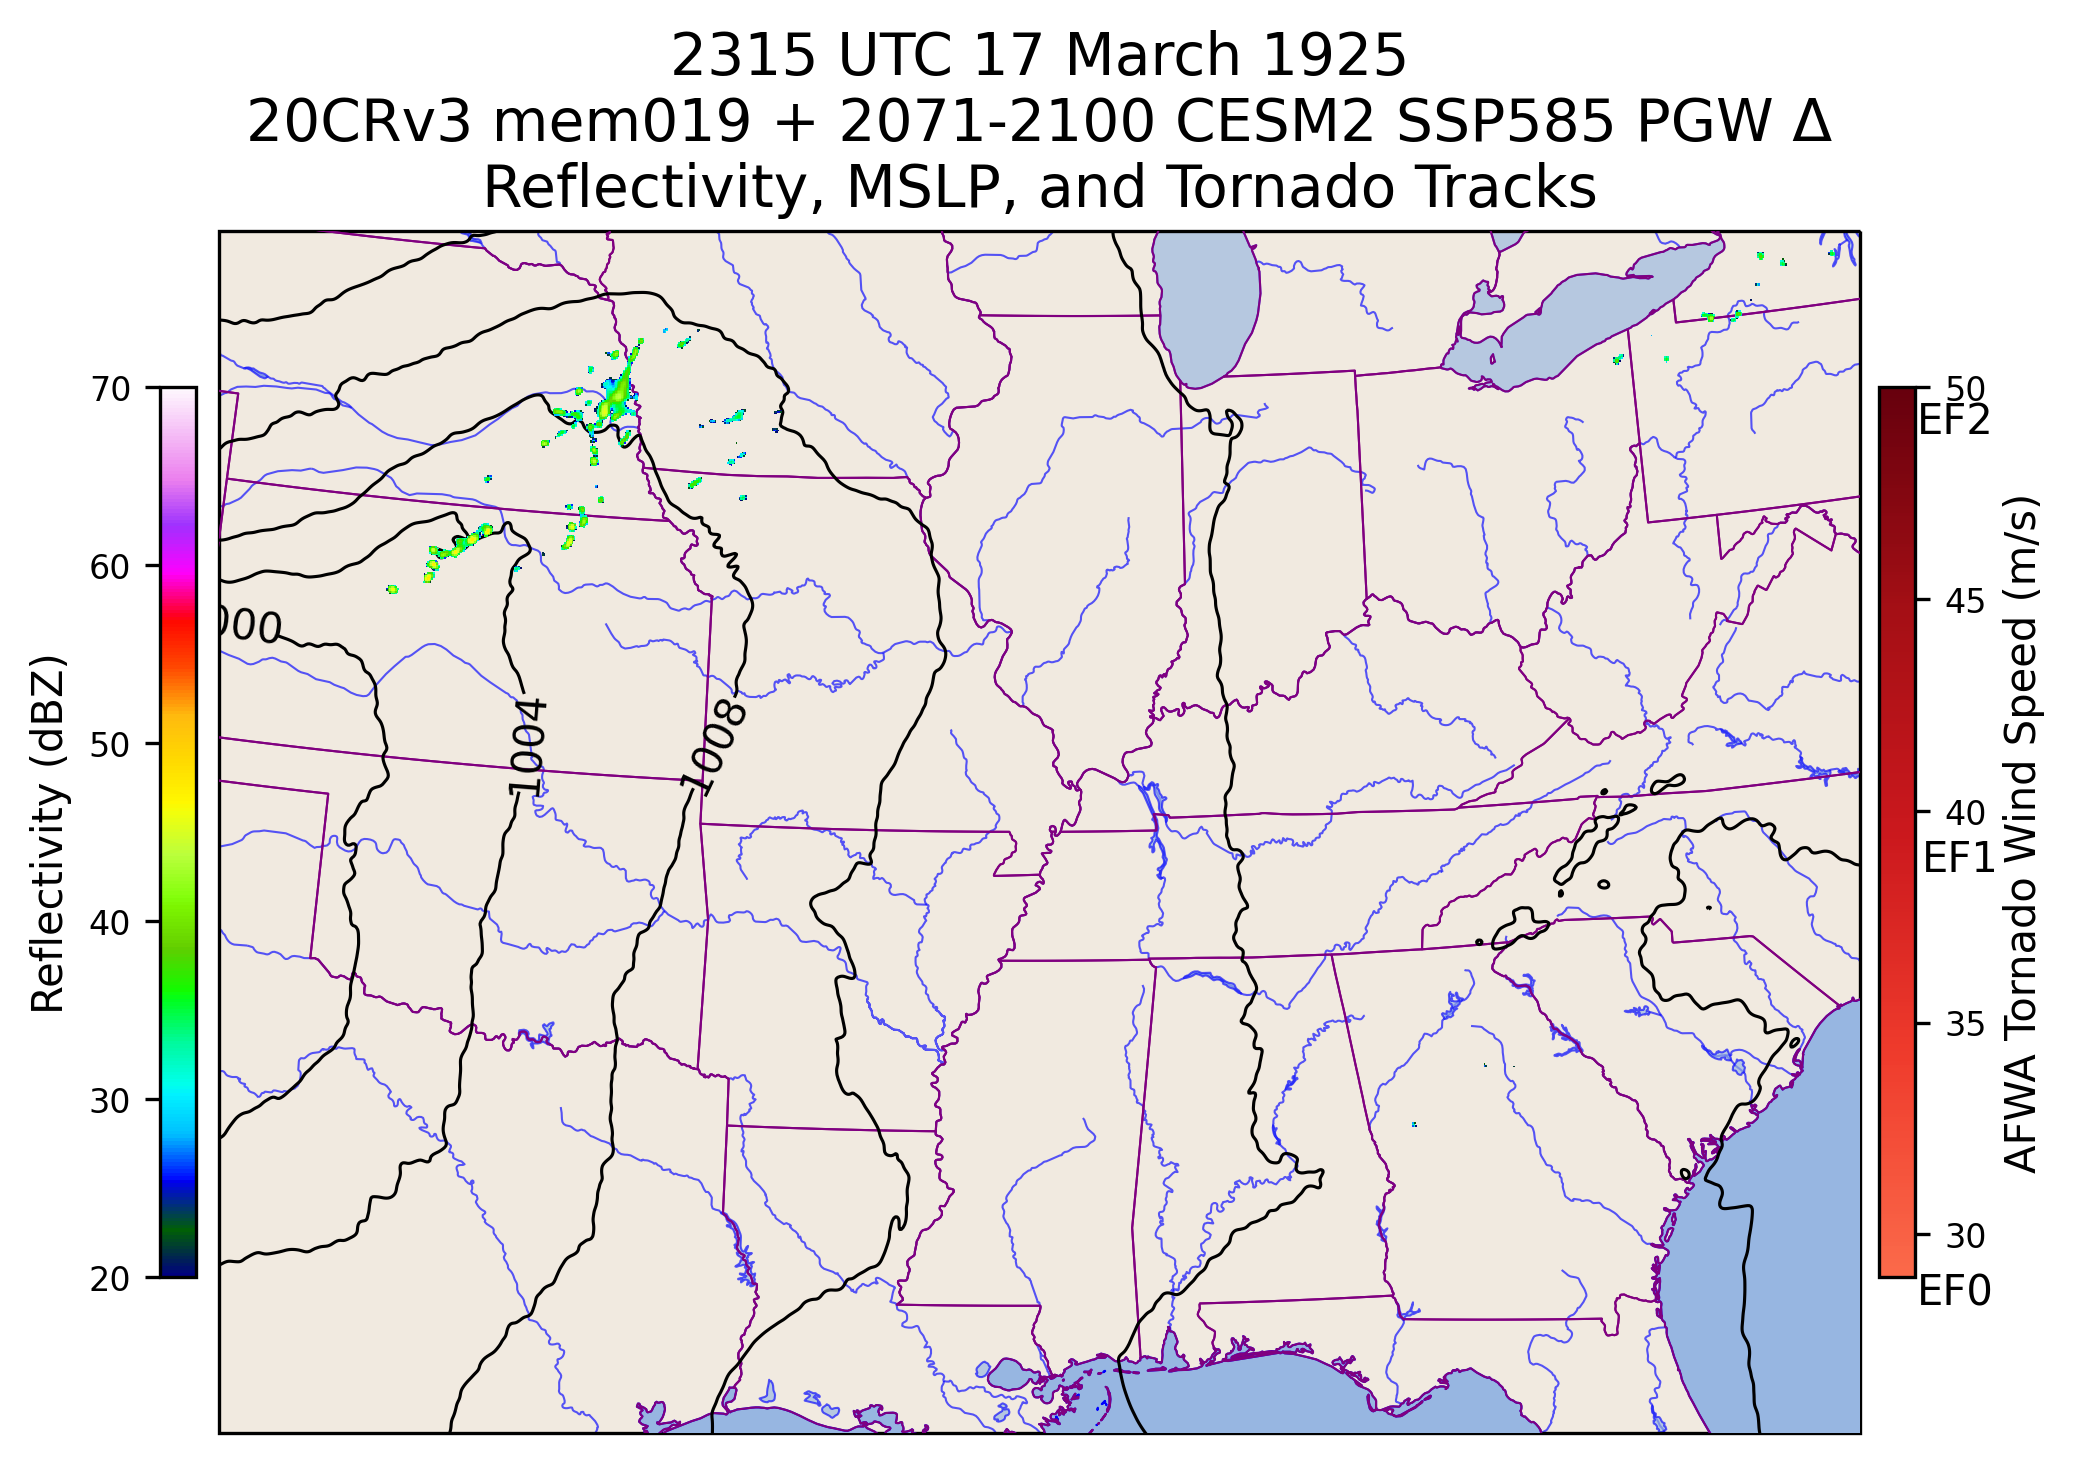 2315 UTC 17 March 1925
20CRv3 mem019 + 2071-2100 CESM2 SSP585 PGW Δ
Reflectivity, MSLP, and Tornado Tracks
70
60
50
40
30
20
Reflectivity (dBZ)
000
1004
1008
50
EF2
45
40
EF1
35
30
EF0
AFWA Tornado Wind Speed (m/s)